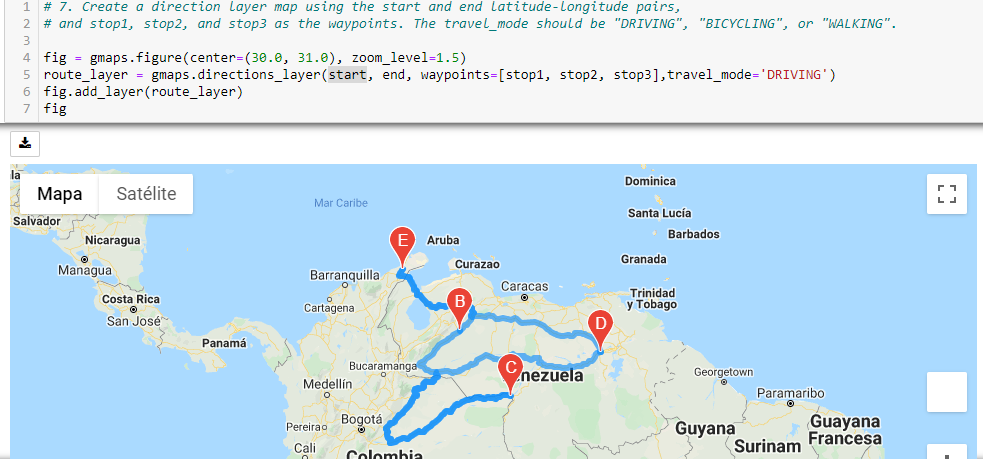 1 # 7. Create a direction layer map using the start and end latitude-longitude pairs,
2 # and stop1, stop2, and stop3 as the waypoints. The travel_mode should be "DRIVING", "BICYCLING", or "WALKING".
3
4 fig = gmaps.figure(center=(30.0, 31.0), zoom_level=1.5)
5 route_layer = gmaps.directions_layer(start, end, waypoints=[stop1, stop2, stop3],travel_mode='DRIVING')
6 fig.add_layer(route_layer)
7 fig
Mapa Satélite
Dominica
Mar Caribe
Santa Lucía
Salvador
Barbados
Nicaragua
E
Aruba
Granada
Managua
Curazao
Barranquilla
Caracas
Costa Rica
B
Trinidad
y Tobago
Cartagena
San José
D
Panamá
Bucaramanga
C
nezuela
Georgetown
Medellín
Paramaribo
Bogotá
Pereira
Guyana
Guayana
Francesa
Cali
Surinam
Colombia